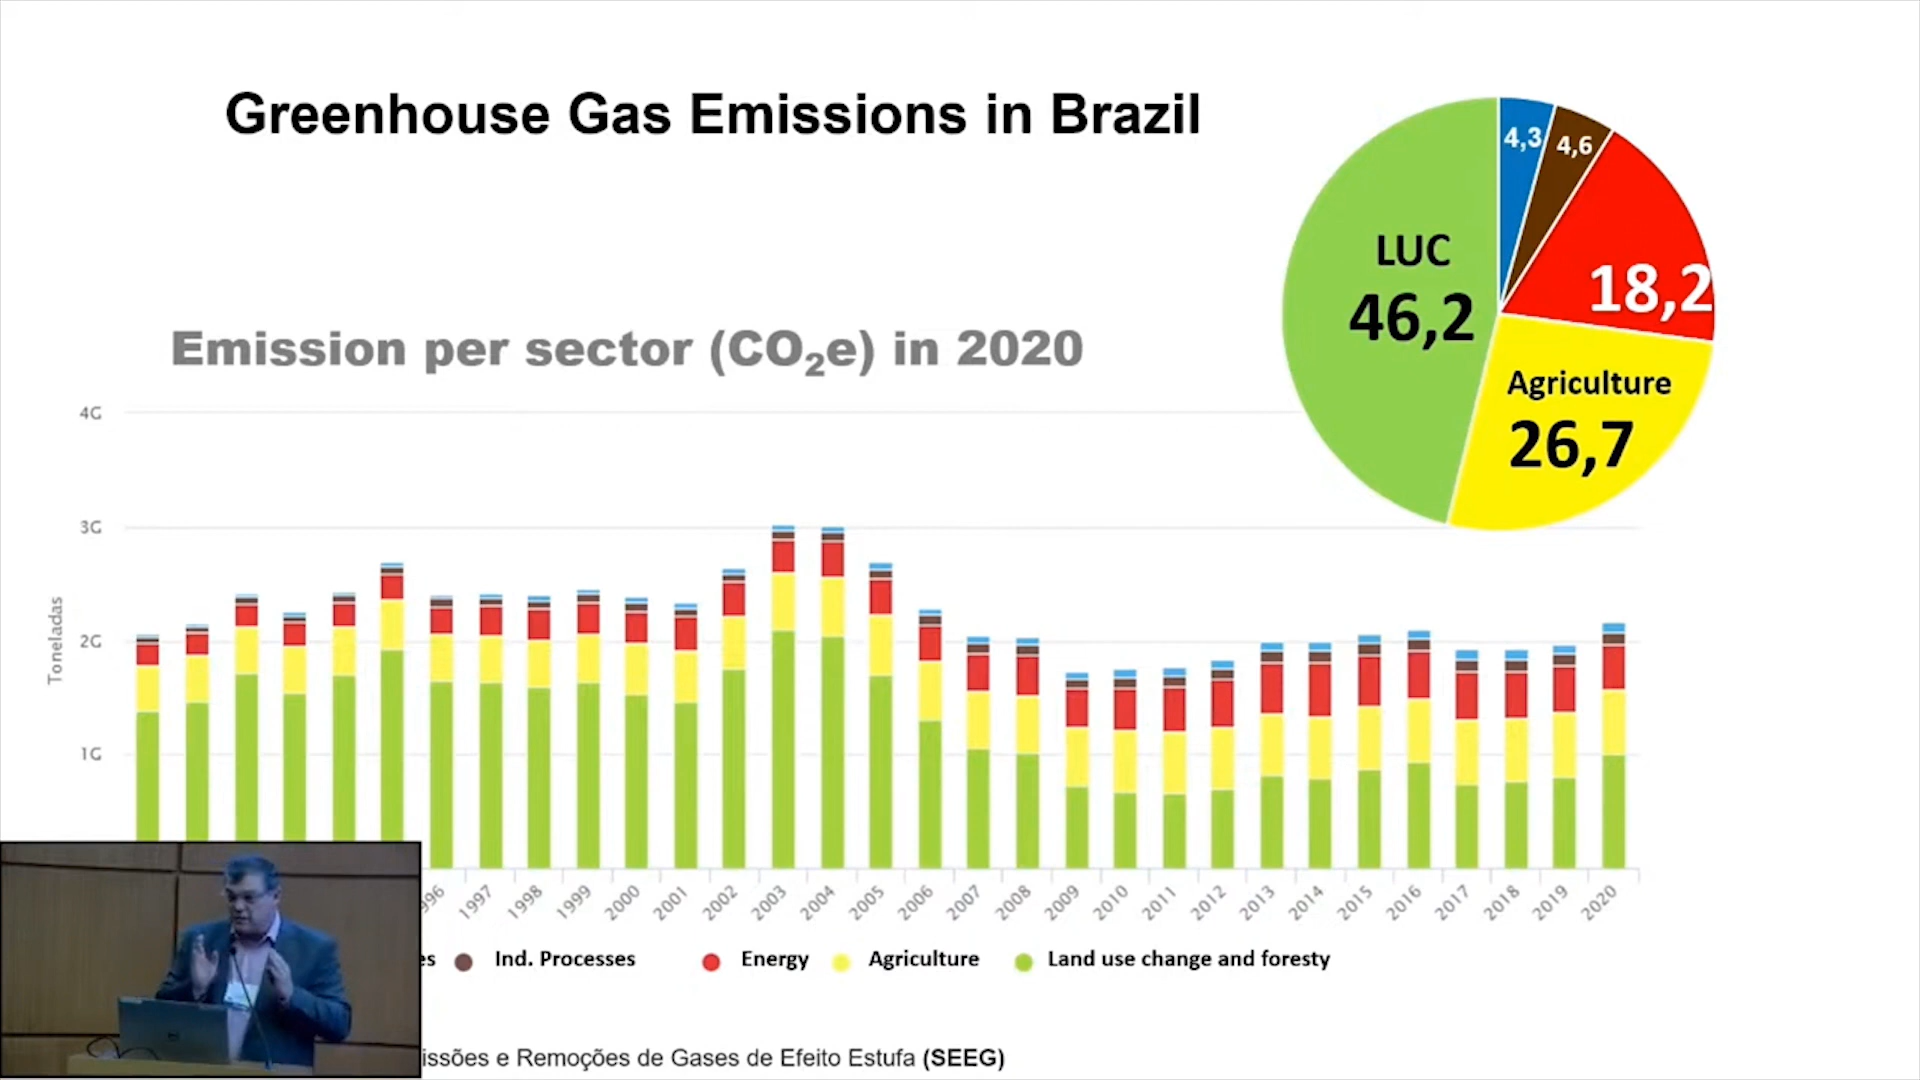 Greenhouse Gas Emissions in Brazil
4,3
4,6
18,2
LUC
46,2
Agriculture
26,7
Emission per sector (CO₂e) in 2020
4G
3G
2G
1G
Toneladas
1997
1998
1999
2000
2001
2002
2003
2004
2005
2006
2007
2008
2009
2010
2011
2012
2013
2014
2015
2016
2017
2018
2019
2020
Ind. Processes
Energy
Agriculture
Land use change and foresty
e Remoções de Gases de Efeito Estufa (SEEG)